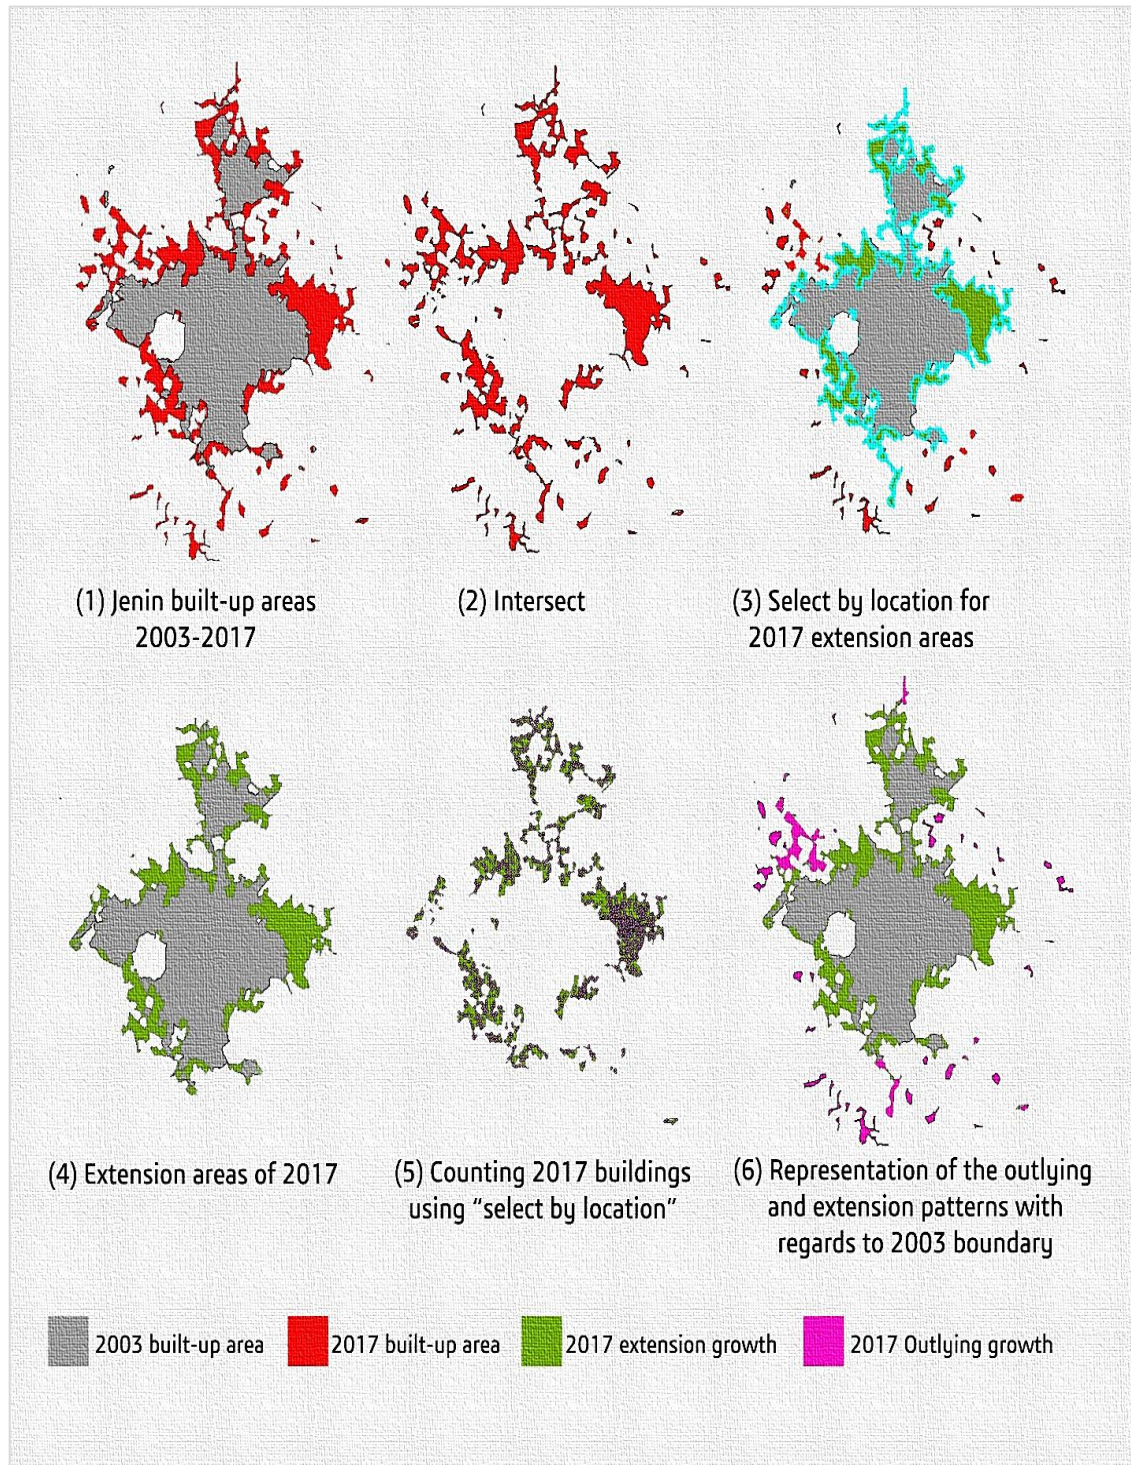 (1) Jenin built-up areas
2003-2017
(2) Intersect
(3) Select by location for
2017 extension areas
(4) Extension areas of 2017
(5) Counting 2017 buildings
using “select by location”
(6) Representation of the outlying
and extension patterns with
regards to 2003 boundary
2003 built-up area
2017 built-up area
2017 extension growth
2017 Outlying growth